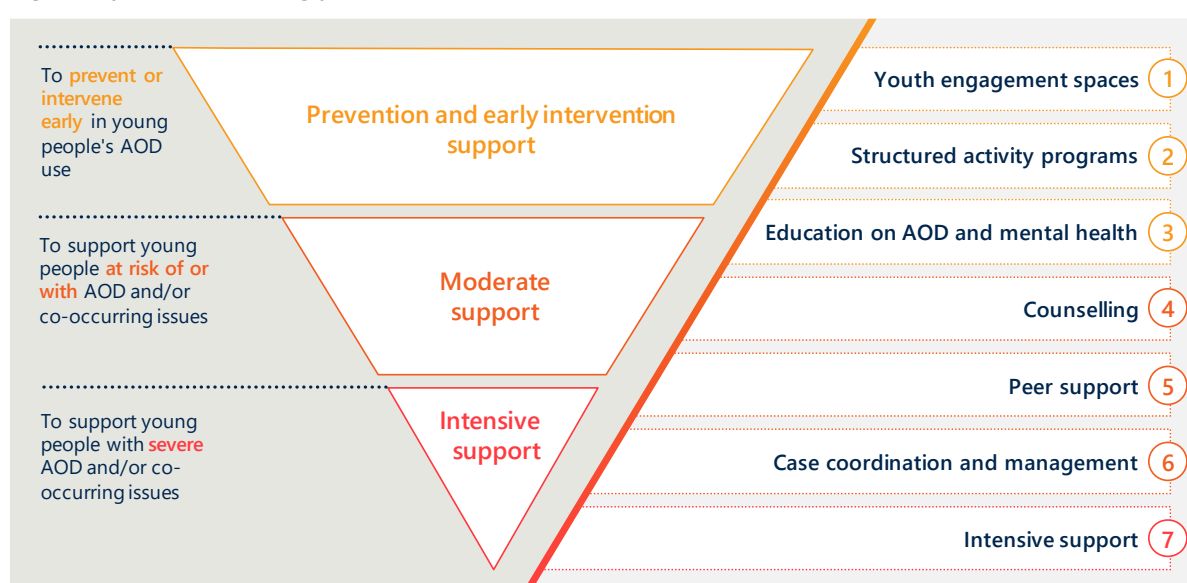 To prevent or
intervene
early in young
people's AOD
use
Prevention and early intervention
support
To support young
people at risk of or
with AOD and/or
co-occurring issues
Moderate
support
To support young
people with severe
AOD and/or co-
occurring issues
Intensive
support
Youth engagement spaces 1
Structured activity programs 2
Education on AOD and mental health 3
Counselling 4
Peer support 5
Case coordination and management 6
Intensive support 7